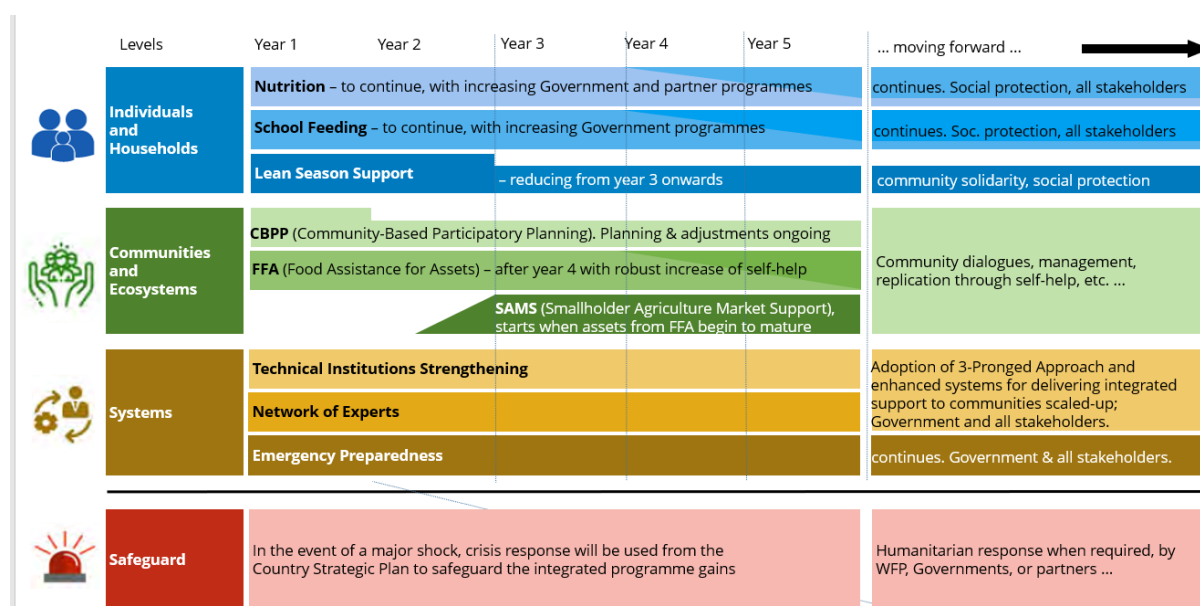 Levels
Year 1
Year 2
Year 3
Year 4
Year 5
... moving forward ...
Individuals
and
Households
Nutrition – to continue, with increasing Government and partner programmes
continues. Social protection, all stakeholders
School Feeding – to continue, with increasing Government programmes
continues. Soc. protection, all stakeholders
Lean Season Support
– reducing from year 3 onwards
community solidarity, social protection
Communities
and
Ecosystems
CBPP (Community-Based Participatory Planning). Planning & adjustments ongoing
FFA (Food Assistance for Assets) – after year 4 with robust increase of self-help
SAMS (Smallholder Agriculture Market Support),
starts when assets from FFA begin to mature
Community dialogues, management,
replication through self-help, etc. ...
Systems
Technical Institutions Strengthening
Network of Experts
Emergency Preparedness
Adoption of 3-Pronged Approach and
enhanced systems for delivering integrated
support to communities scaled-up;
Government and all stakeholders.
continues. Government & all stakeholders.
Safeguard
In the event of a major shock, crisis response will be used from the
Country Strategic Plan to safeguard the integrated programme gains
Humanitarian response when required, by
WFP, Governments, or partners ...